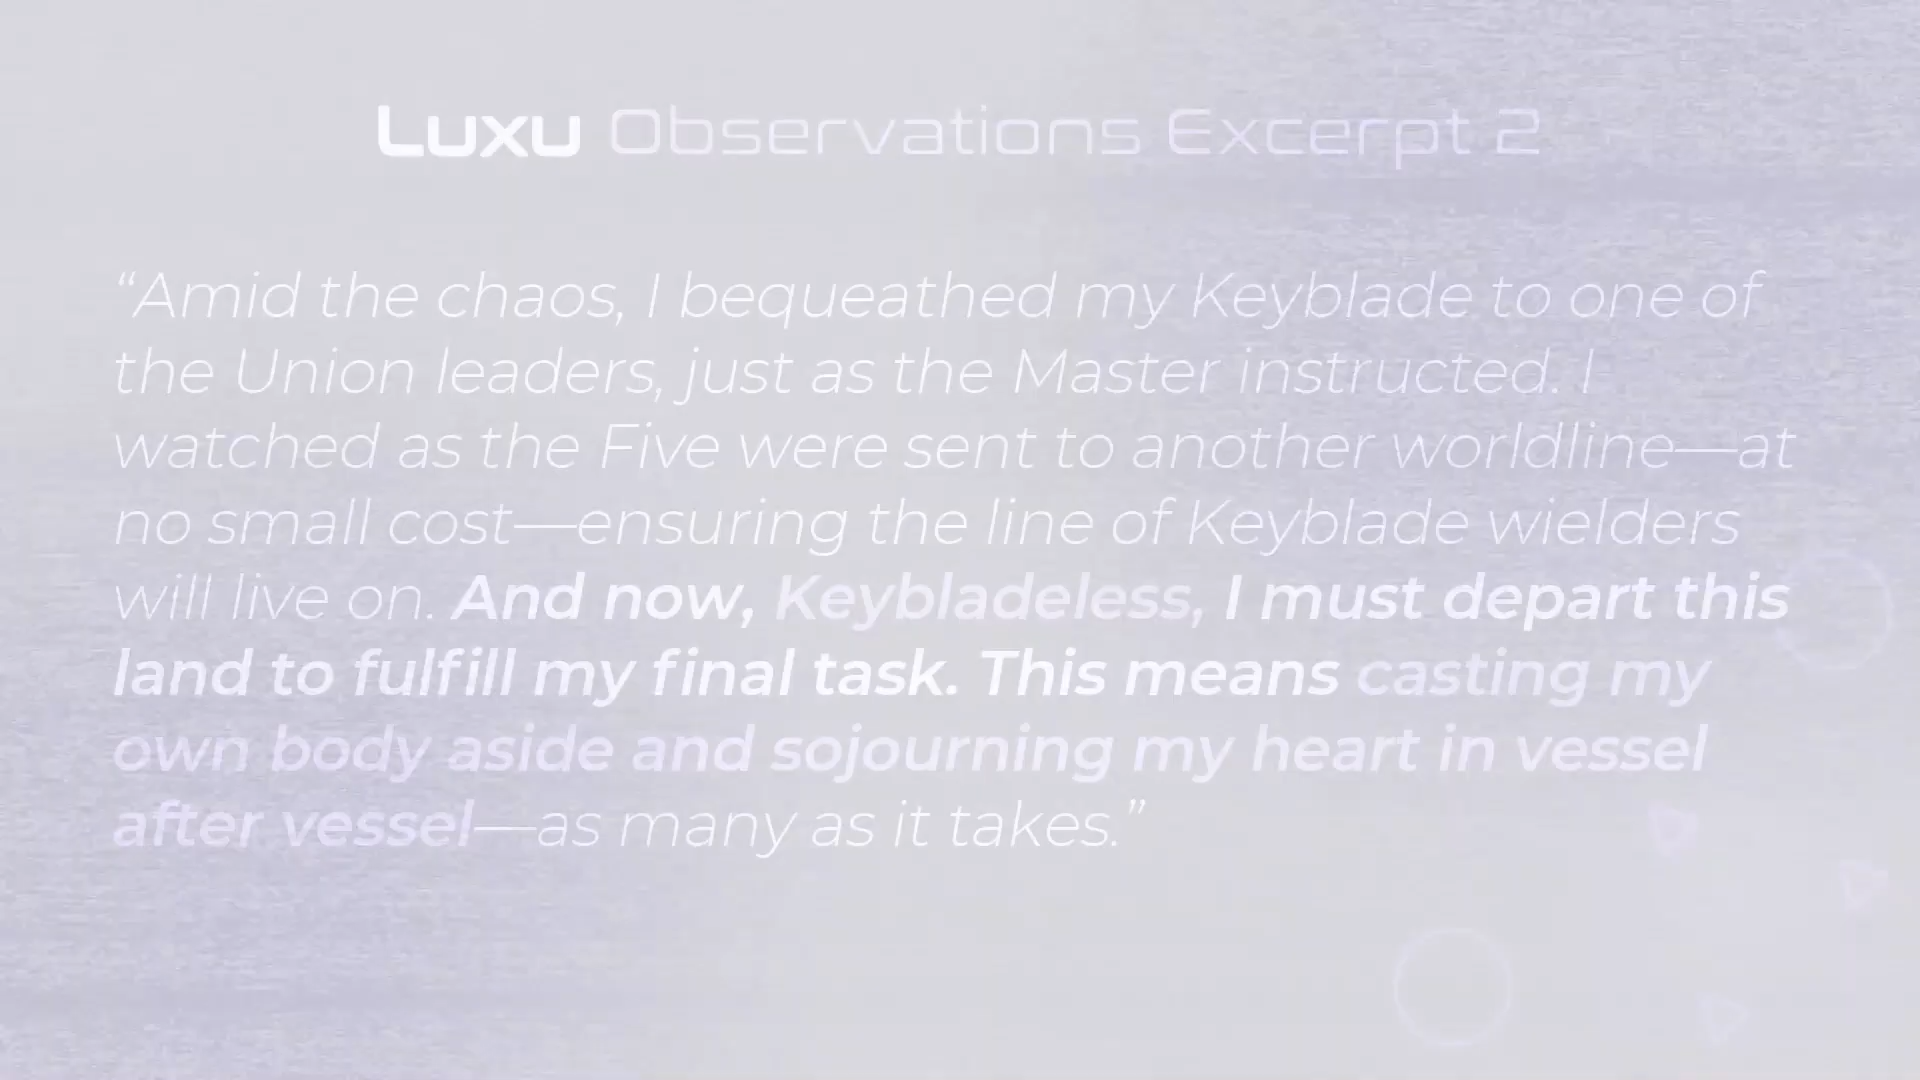 Luxu Observations Excerpt 2
“Amid the chaos, I bequeathed my Keyblade to one of
the Union leaders, just as the Master instructed. I
watched as the Five were sent to another worldline—at
no small cost—ensuring the line of Keyblade wielders
will live on. And now, Keybladeless, I must depart this
land to fulfill my final task. This means casting my
own body aside and sojourning my heart in vessel
after vessel—as many as it takes.”